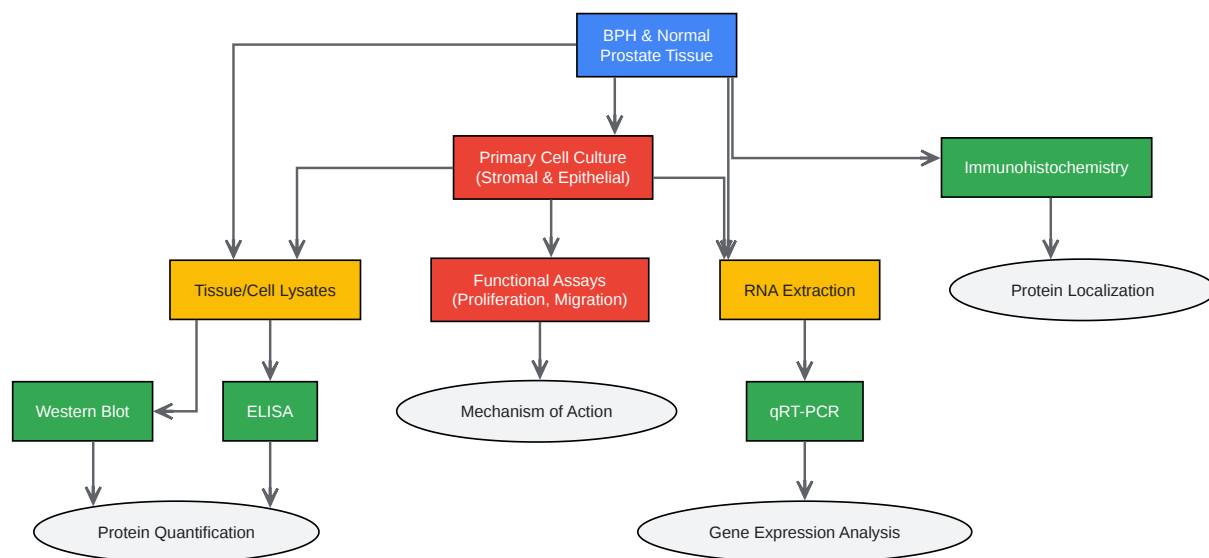 BPH & Normal
Prostate Tissue
Primary Cell Culture
(Stromal & Epithelial)
Immunohistochemistry
Tissue/Cell Lysates
Functional Assays
(Proliferation, Migration)
RNA Extraction
Protein Localization
Western Blot
ELISA
Mechanism of Action
qRT-PCR
Protein Quantification
Gene Expression Analysis